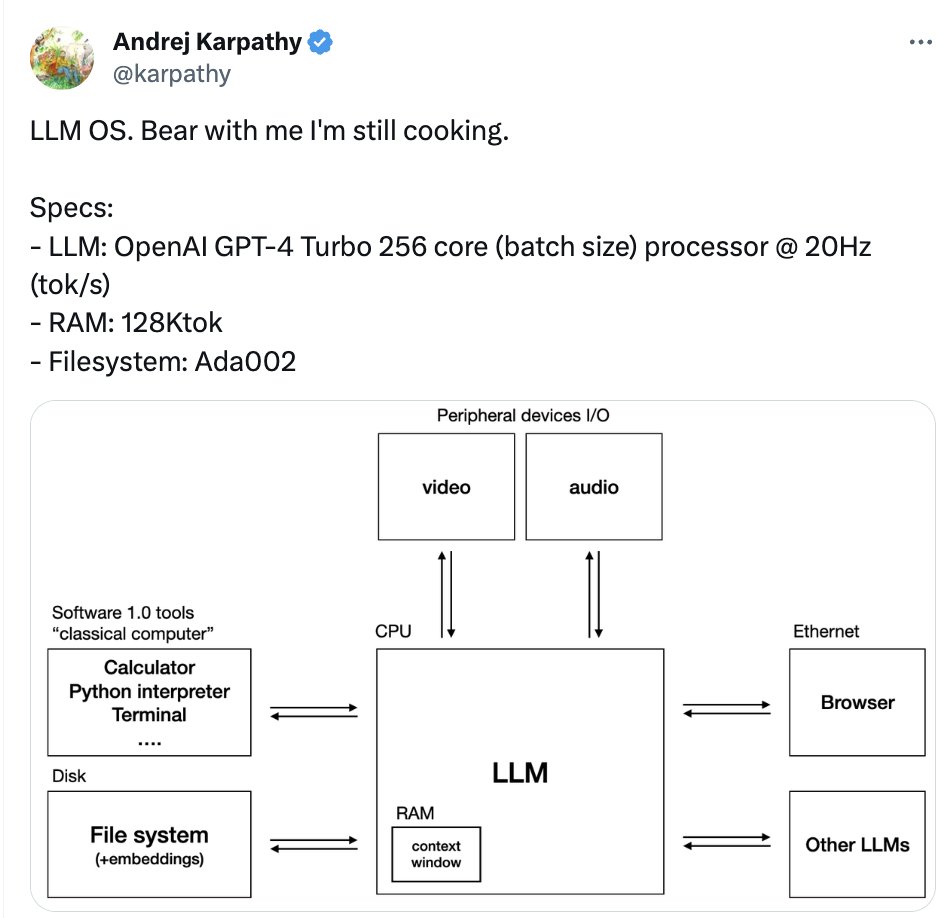 Andrej Karpathy
@karpathy
LLM OS. Bear with me I'm still cooking.
Specs:
- LLM: OpenAI GPT-4 Turbo 256 core (batch size) processor @ 20Hz
(tok/s)
- RAM: 128Ktok
- Filesystem: Ada002
Peripheral devices I/O
video
audio
Software 1.0 tools
“classical computer”
Calculator
Python interpreter
Terminal
....
CPU
Ethernet
Browser
LLM
Disk
File system
(+embeddings)
RAM
context
window
Other LLMs